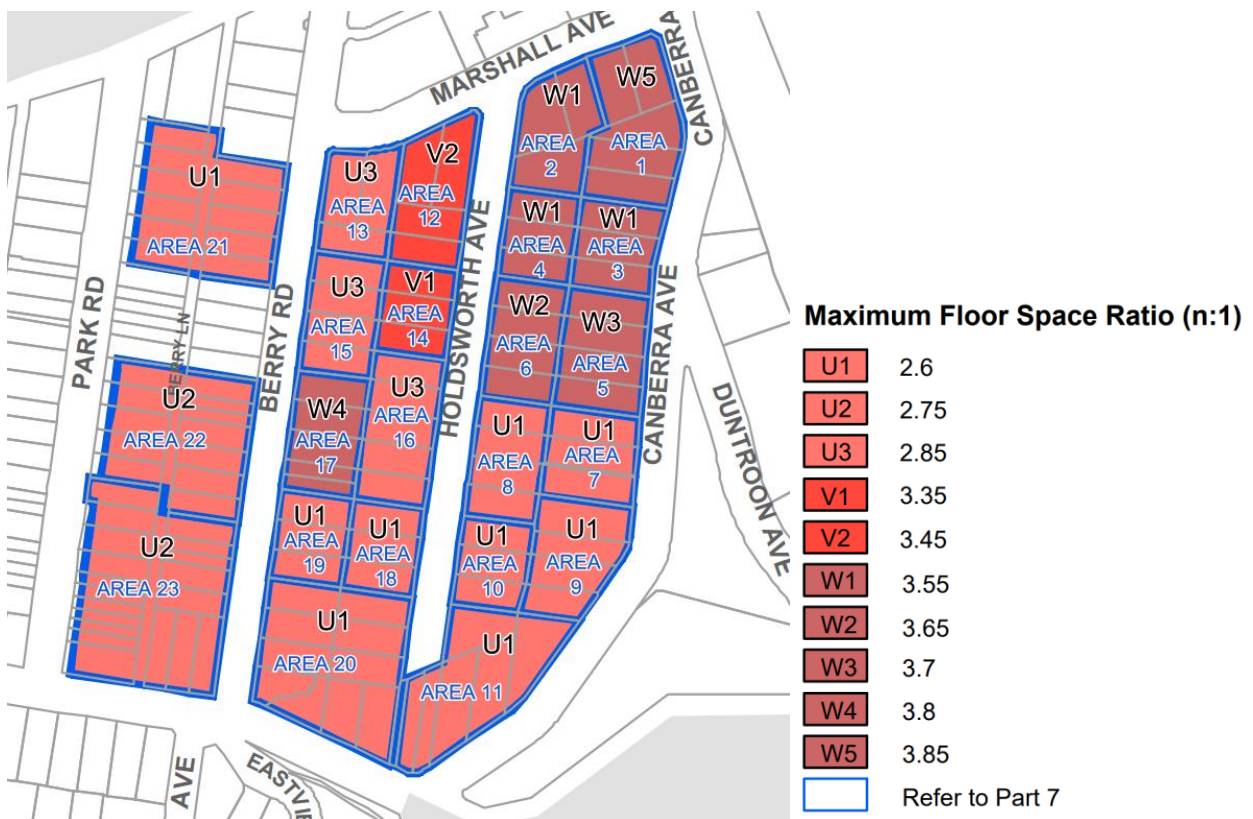 MARSHALL AVE
CANBERRA
W5
W1
AREA
1
AREA
2
V2
AREA
12
U3
AREA
13
U1
AREA 21
W1
AREA
4
W1
AREA
3
HOLDSWORTH AVE
U3
AREA
15
V1
AREA
14
W2
AREA
6
W3
AREA
5
CANBERRA AVE
PARK RD
BERRY LN
BERRY RD
U2
AREA 22
W4
AREA
17
U3
AREA
16
U1
AREA
8
U1
AREA
7
DUNTROON AVE
U2
AREA 23
U1
AREA
19
U1
AREA
18
U1
AREA
10
U1
AREA
9
U1
AREA 20
U1
AREA 11
AVE
EASTVIEW
Maximum Floor Space Ratio (n:1)
U1 2.6
U2 2.75
U3 2.85
V1 3.35
V2 3.45
W1 3.55
W2 3.65
W3 3.7
W4 3.8
W5 3.85
Refer to Part 7